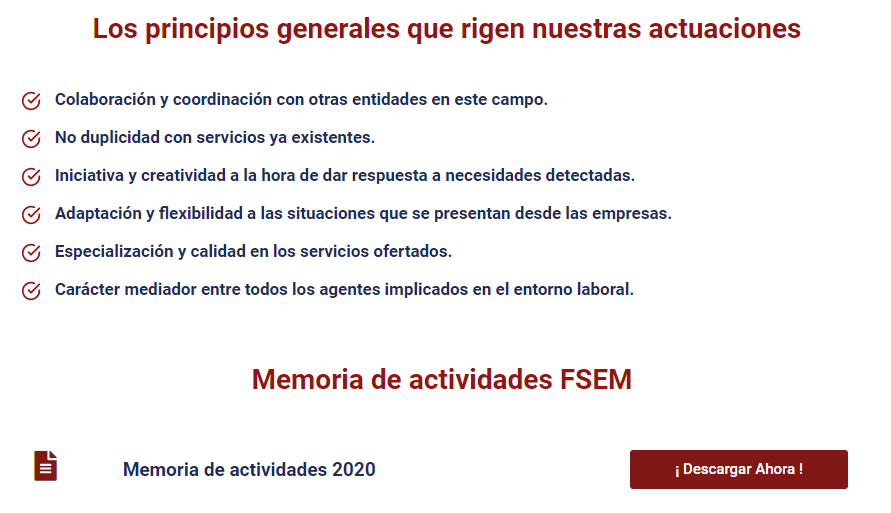 Los principios generales que rigen nuestras actuaciones
Colaboración y coordinación con otras entidades en este campo.
No duplicidad con servicios ya existentes.
Iniciativa y creatividad a la hora de dar respuesta a necesidades detectadas.
Adaptación y flexibilidad a las situaciones que se presentan desde las empresas.
Especialización y calidad en los servicios ofertados.
Carácter mediador entre todos los agentes implicados en el entorno laboral.
Memoria de actividades FSEM
Memoria de actividades 2020
¡ Descargar Ahora !